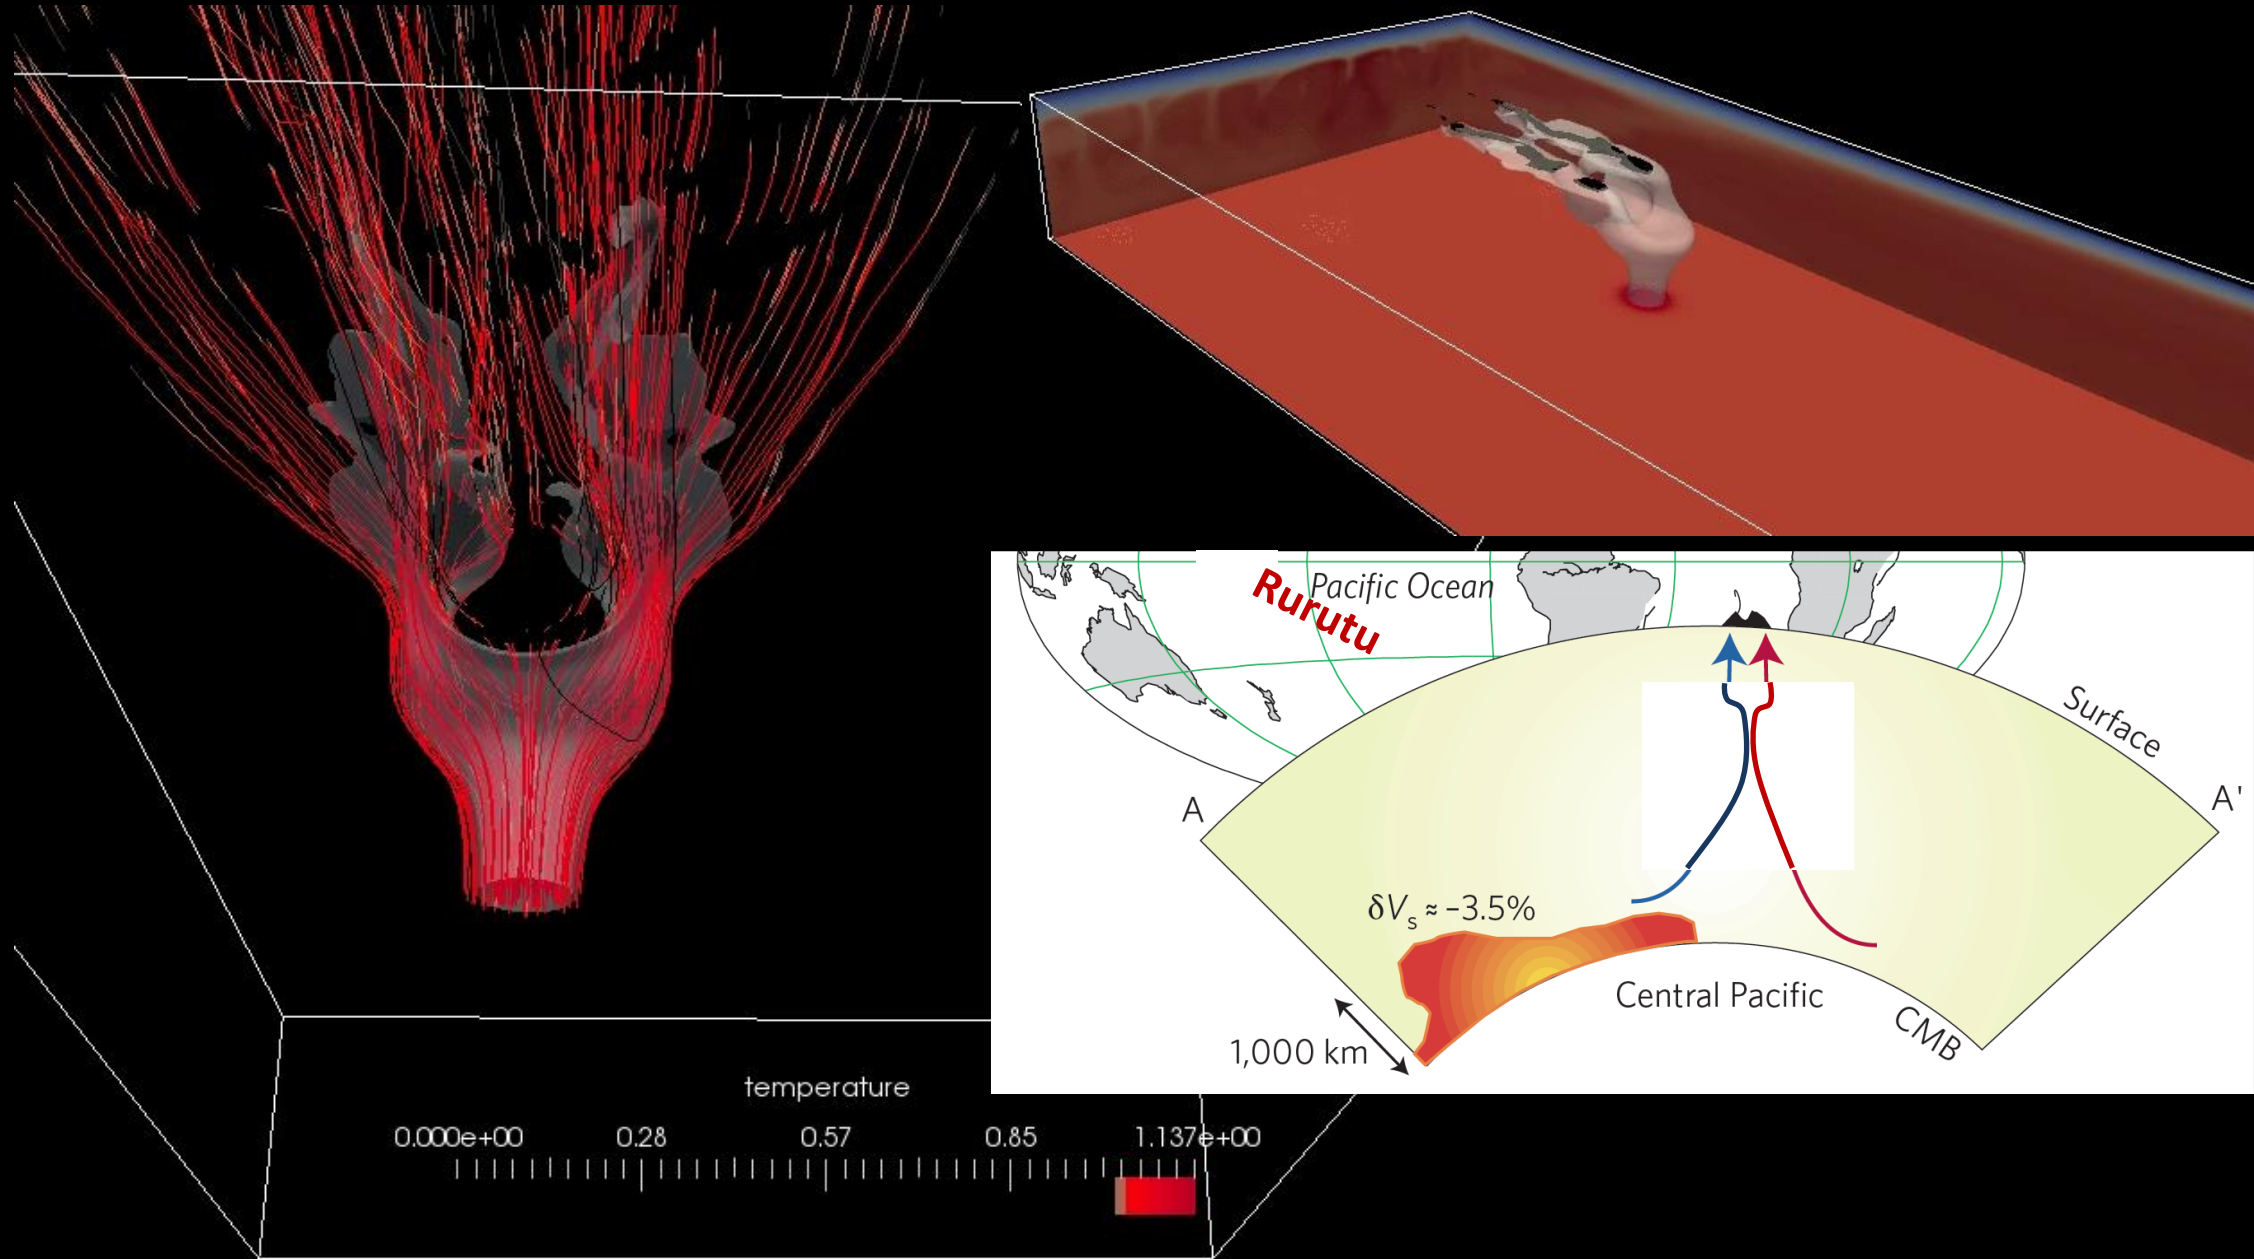 Pacific Ocean
Rurutu
Surface
A
A'
δVs ≈ –3.5%
Central Pacific
CMB
1,000 km
temperature
0.000e+00 0.28 0.57 0.85 1.137e+00